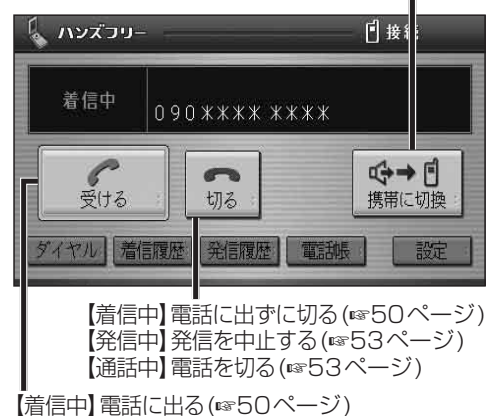 ハンズフリー 接続
着信中 090**** ****
受ける 切る 携帯に切換
ダイヤル 着信履歴 発信履歴 電話帳 設定
【着信中】電話に出ずに切る(☞50ページ)
【発信中】発信を中止する(☞53ページ)
【通話中】電話を切る(☞53ページ)
【着信中】電話に出る(☞50ページ)